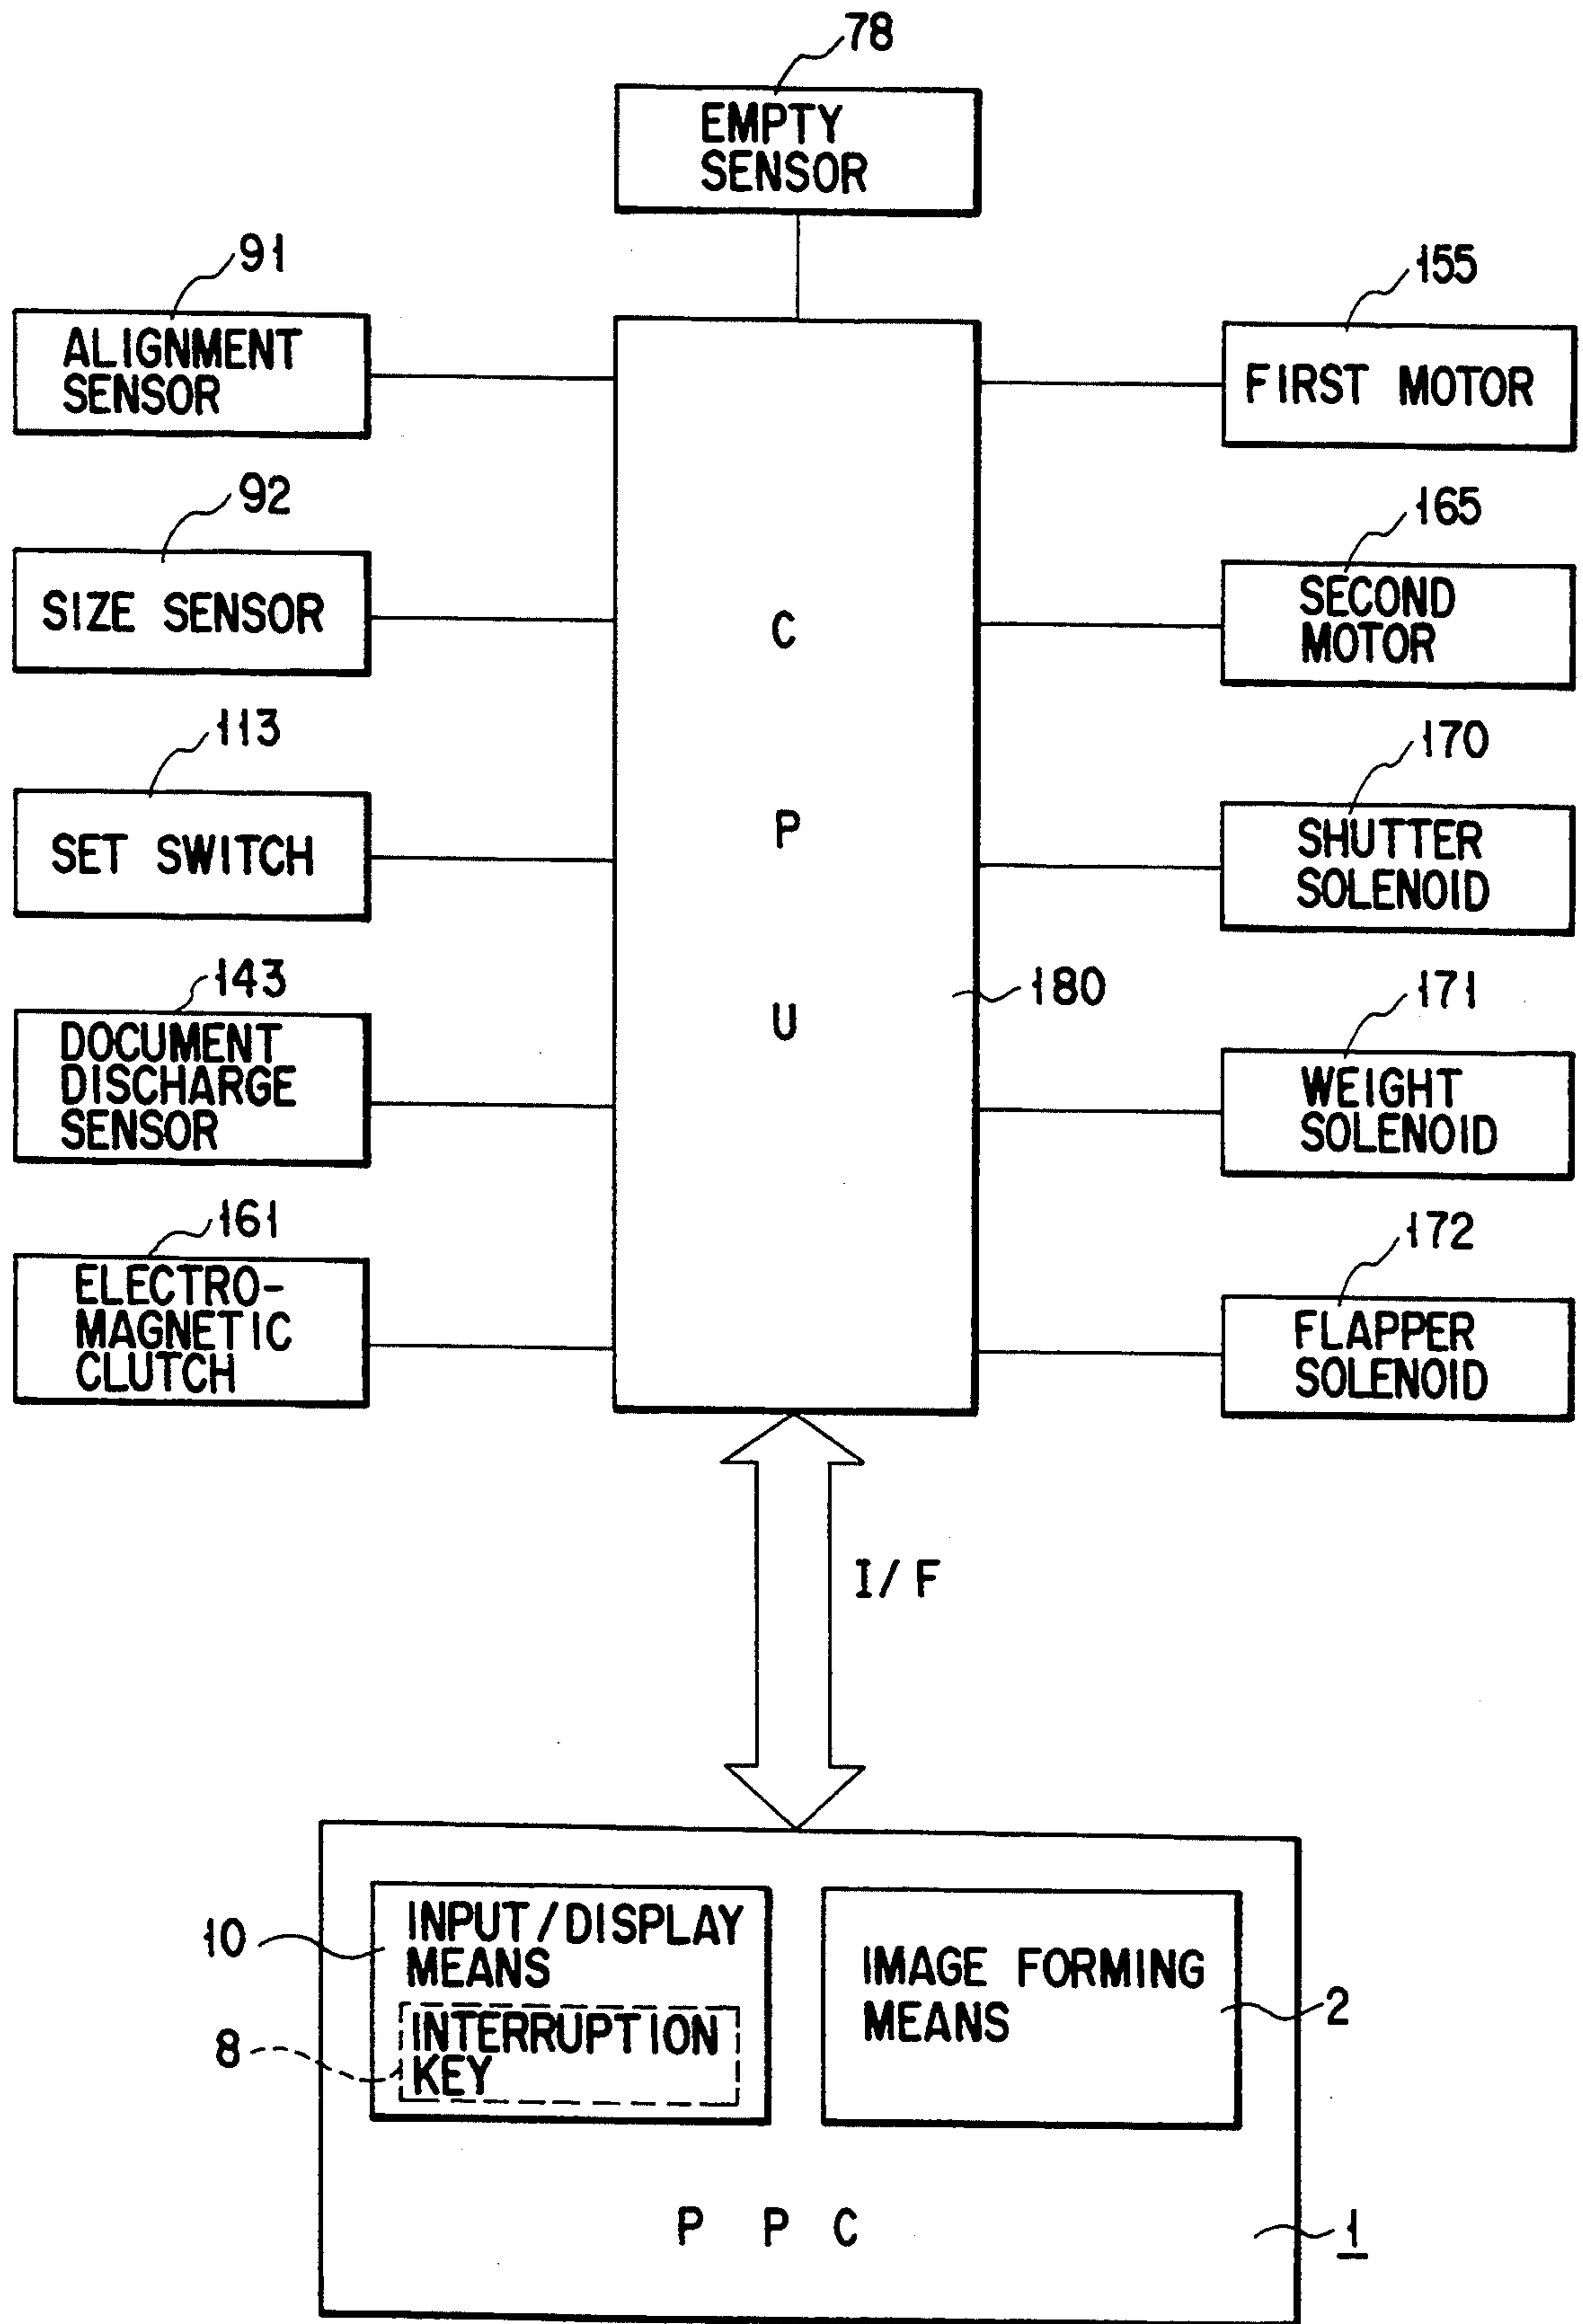 78
EMPTY
SENSOR
91
ALIGNMENT
SENSOR
155
FIRST MOTOR
92
SIZE SENSOR
165
SECOND
MOTOR
113
SET SWITCH
170
SHUTTER
SOLENOID
C
P
U
180
143
DOCUMENT
DISCHARGE
SENSOR
171
WEIGHT
SOLENOID
161
ELECTRO-
MAGNETIC
CLUTCH
172
FLAPPER
SOLENOID
I/F
10
INPUT/DISPLAY
MEANS
8
INTERRUPTION
KEY
IMAGE FORMING
MEANS
2
P P C
1